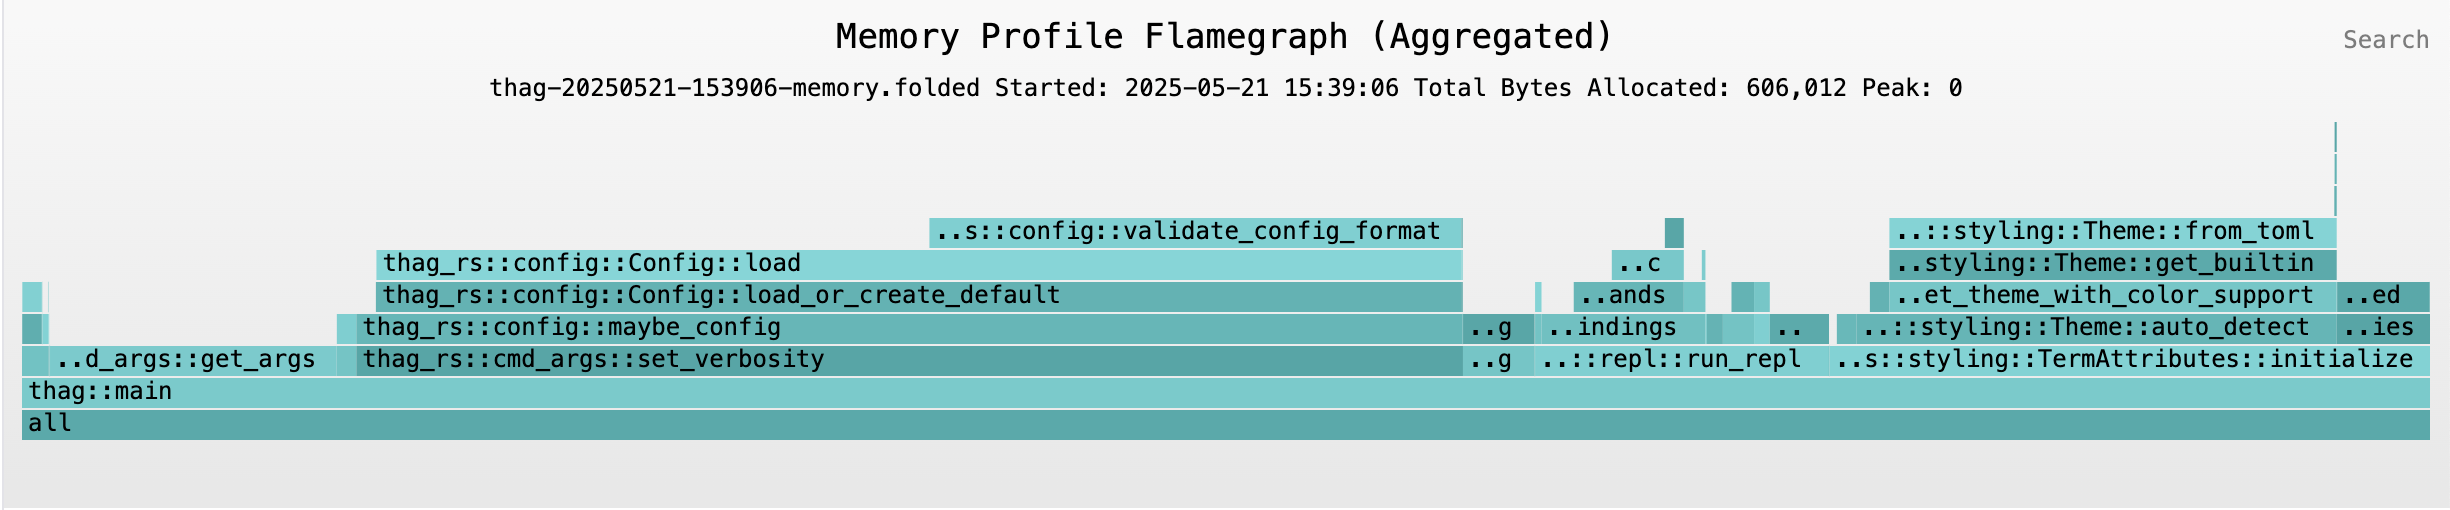 Memory Profile Flamegraph (Aggregated)
Search
thag-20250521-153906-memory.folded Started: 2025-05-21 15:39:06 Total Bytes Allocated: 606,012 Peak: 0
..s::config::validate_config_format ..::styling::Theme::from_toml
thag_rs::config::Config::load ..c ..styling::Theme::get_builtin
thag_rs::config::Config::load_or_create_default ..ands ..et_theme_with_color_support ..ed
thag_rs::config::maybe_config ..g ..indings .. ..::styling::Theme::auto_detect ..ies
..d_args::get_args thag_rs::cmd_args::set_verbosity ..g ..::repl::run_repl ..s::styling::TermAttributes::initialize
thag::main
all